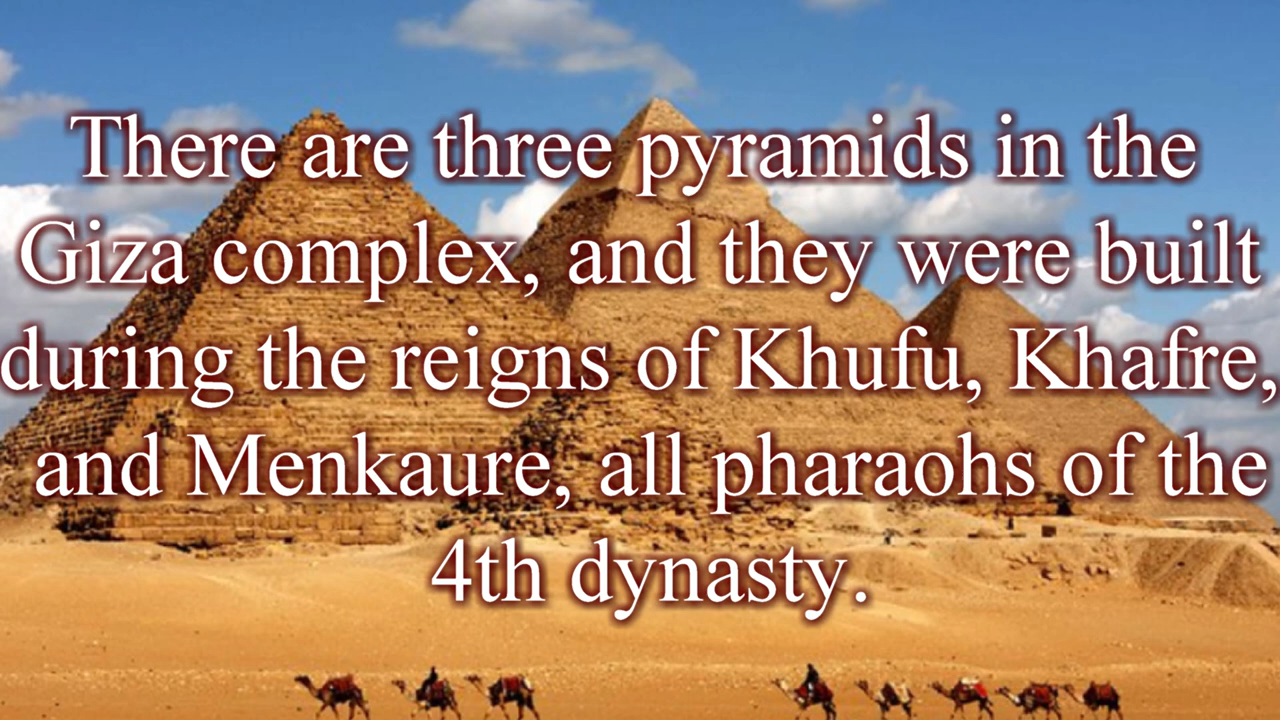 There are three pyramids in the
Giza complex, and they were built
during the reigns of Khufu, Khafre,
and Menkaure, all pharaohs of the
4th dynasty.